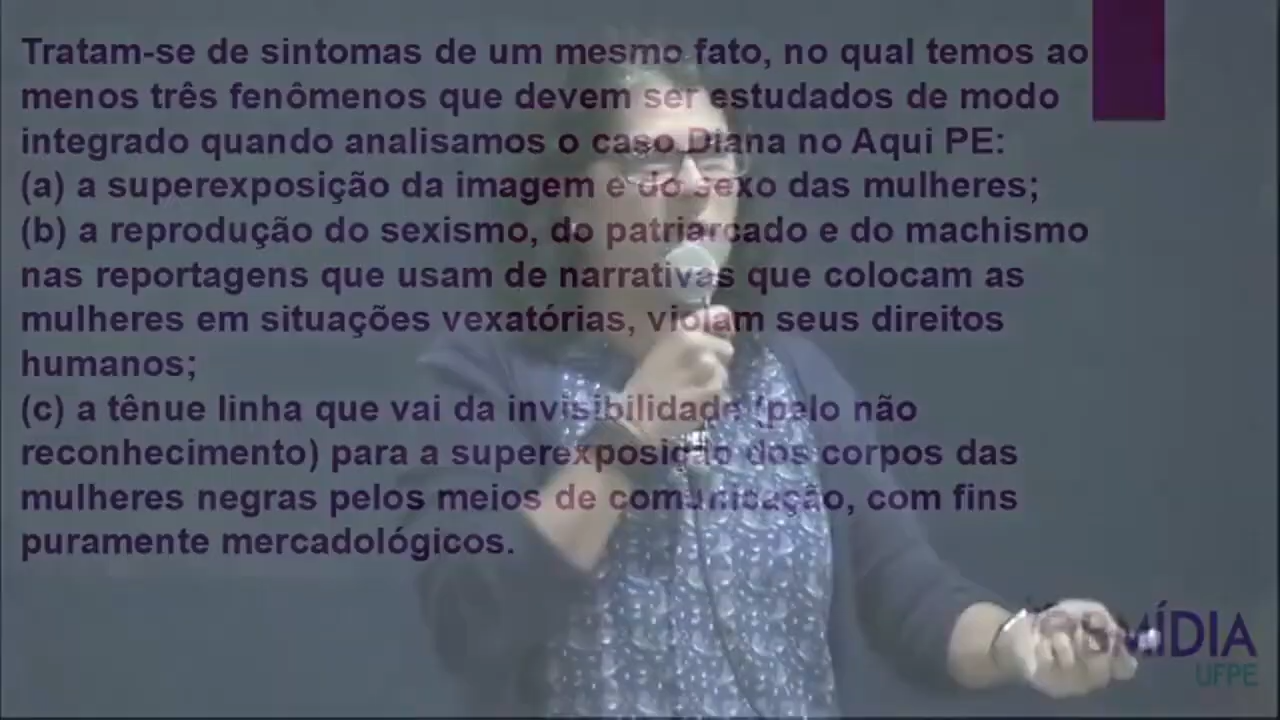 Tratam-se de sintomas de um mesmo fato, no qual temos ao
menos três fenômenos que devem ser estudados de modo
integrado quando analisamos o caso Diana no Aqui PE:
(a) a superexposição da imagem e do sexo das mulheres;
(b) a reprodução do sexismo, do patriarcado e do machismo
nas reportagens que usam de narrativas que colocam as
mulheres em situações vexatórias, violam seus direitos
humanos;
(c) a tênue linha que vai da invisibilidade (pelo não
reconhecimento) para a superexposição dos corpos das
mulheres negras pelos meios de comunicação, com fins
puramente mercadológicos.
UFPE